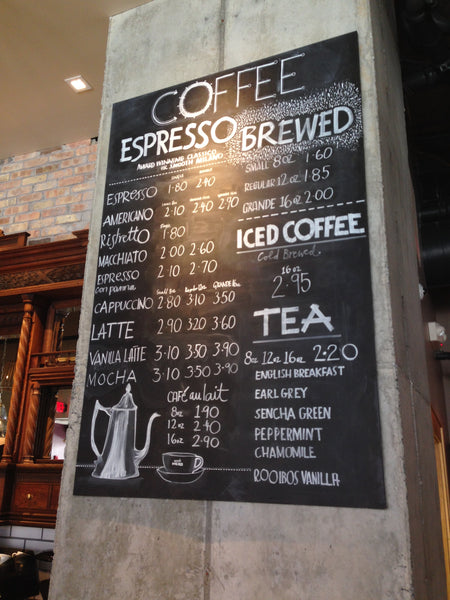 COFFEE
ESPRESSO
AWARD WINNING CLASSICO
OR SMOOTH MILANO
ESPRESSO 1.80 2.40
AMERICANO 2.10 2.40 2.90
Ristretto 1.80
MACCHIATO 2.00 2.60
ESPRESSO 2.10 2.70
con panna
CAPPUCCINO 2.80 3.10 3.50
LATTE 2.90 3.20 3.60
VANILLA LATTE 3.10 3.50 3.90
MOCHA 3.10 3.50 3.90
CAFÉ au lait
8oz 1.90
12oz 2.40
16oz 2.90
BREWED
SMALL 8oz 1.60
REGULAR 12oz 1.85
GRANDE 16oz 2.00
ICED COFFEE
Cold Brewed
16oz
2.95
TEA
8oz 12oz 16oz 2.20
ENGLISH BREAKFAST
EARL GREY
SENCHA GREEN
PEPPERMINT
CHAMOMILE
ROOIBOS VANILLA